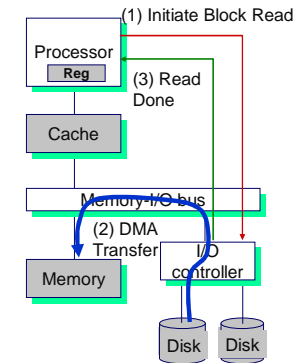 (1) Initiate Block Read
Processor
Reg
(3) Read
Done
Cache
Memory-I/O bus
(2) DMA
Transfer
I/O
controller
Memory
Disk
Disk